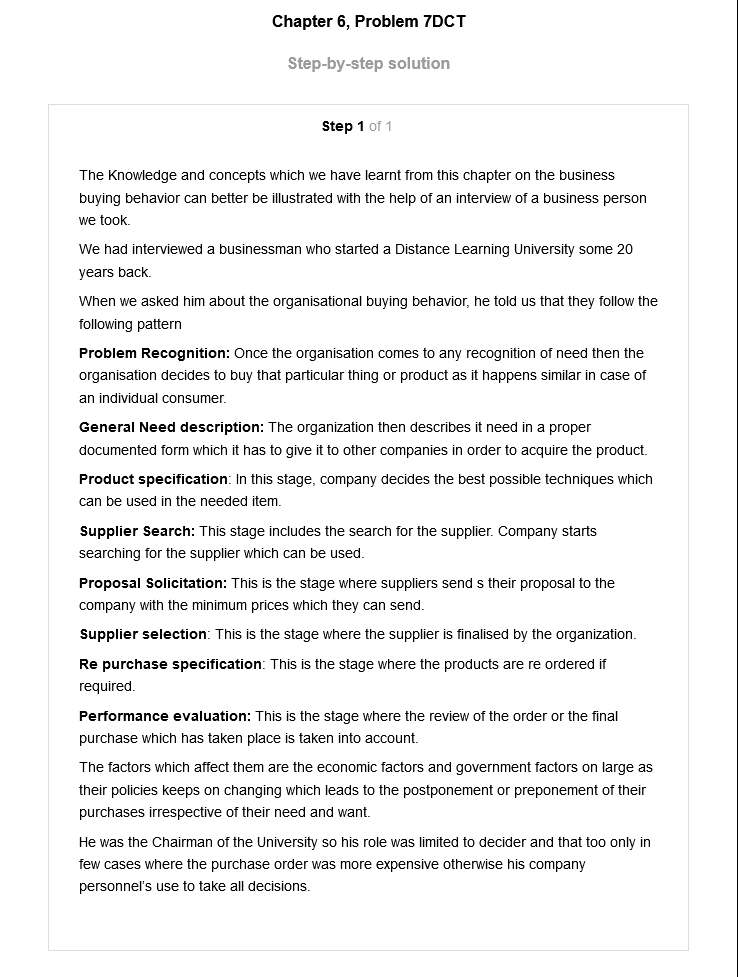 Chapter 6, Problem 7DCT
Step-by-step solution
Step 1 of 1
The Knowledge and concepts which we have learnt from this chapter on the business
buying behavior can better be illustrated with the help of an interview of a business person
we took.
We had interviewed a businessman who started a Distance Learning University some 20
years back.
When we asked him about the organisational buying behavior, he told us that they follow the
following pattern
Problem Recognition: Once the organisation comes to any recognition of need then the
organisation decides to buy that particular thing or product as it happens similar in case of
an individual consumer.
General Need description: The organization then describes it need in a proper
documented form which it has to give it to other companies in order to acquire the product.
Product specification: In this stage, company decides the best possible techniques which
can be used in the needed item.
Supplier Search: This stage includes the search for the supplier. Company starts
searching for the supplier which can be used.
Proposal Solicitation: This is the stage where suppliers send s their proposal to the
company with the minimum prices which they can send.
Supplier selection: This is the stage where the supplier is finalised by the organization.
Re purchase specification: This is the stage where the products are re ordered if
required.
Performance evaluation: This is the stage where the review of the order or the final
purchase which has taken place is taken into account.
The factors which affect them are the economic factors and government factors on large as
their policies keeps on changing which leads to the postponement or preponement of their
purchases irrespective of their need and want.
He was the Chairman of the University so his role was limited to decider and that too only in
few cases where the purchase order was more expensive otherwise his company
personnel's use to take all decisions.